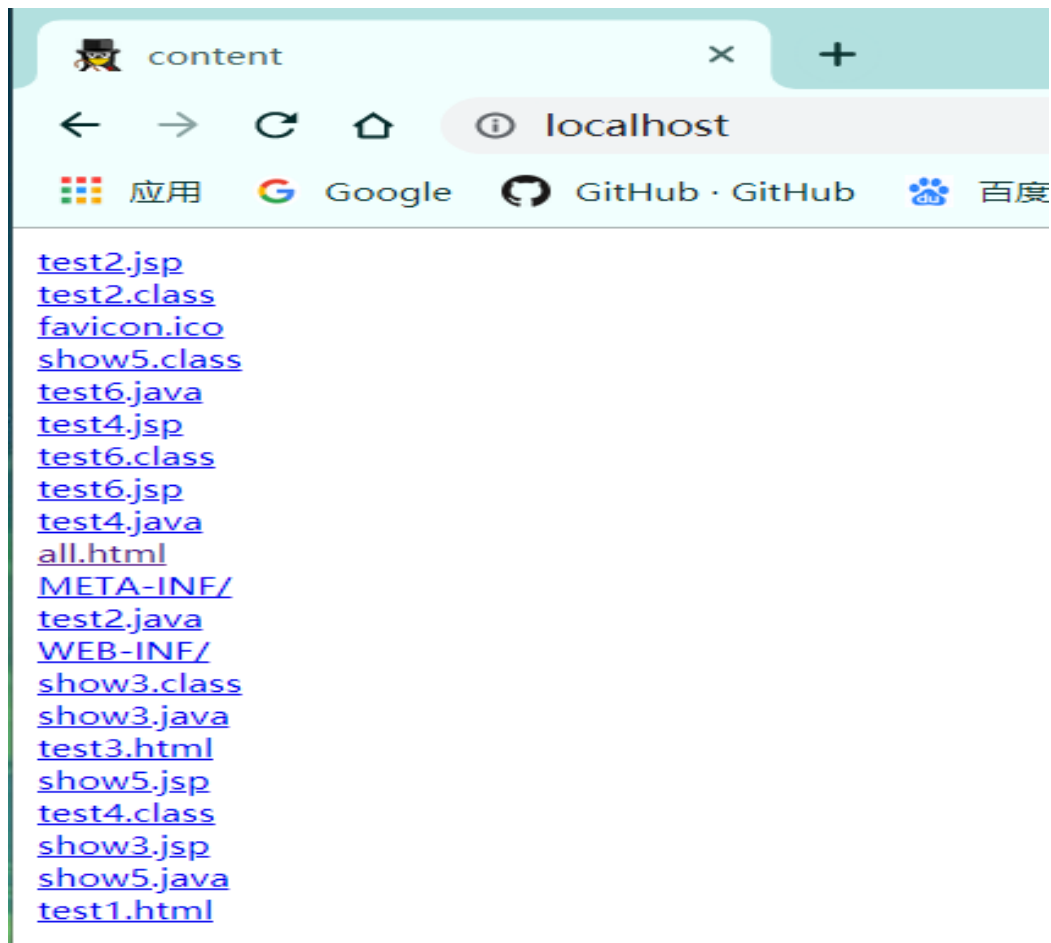 content
localhost
应用 Google GitHub · GitHub 百度
test2.jsp
test2.class
favicon.ico
show5.class
test6.java
test4.jsp
test6.class
test6.jsp
test4.java
all.html
META-INF/
test2.java
WEB-INF/
show3.class
show3.java
test3.html
show5.jsp
test4.class
show3.jsp
show5.java
test1.html